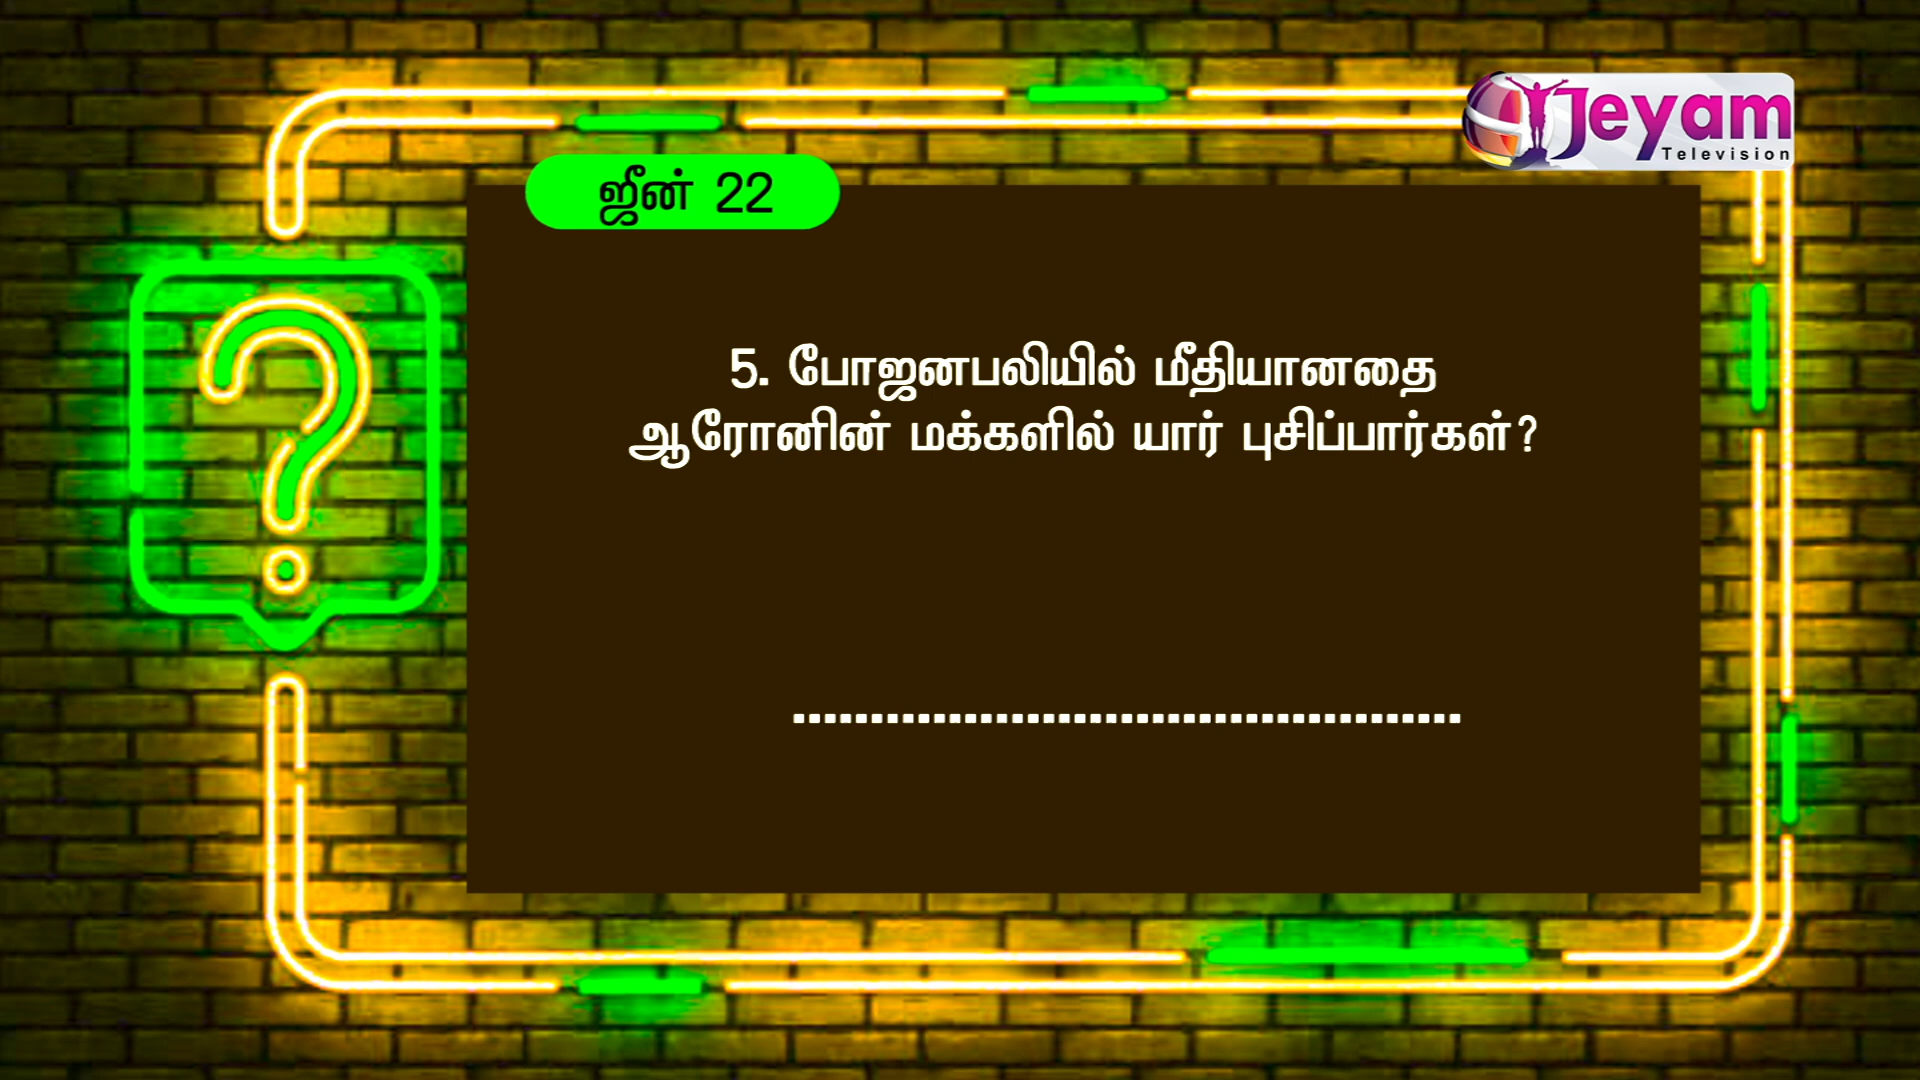 Jeyam
Television
ஜீன் 22
5. போஜனபலியில் மீதியானதை
ஆரோனின் மக்களில் யார் புசிப்பார்கள்?
...........................................